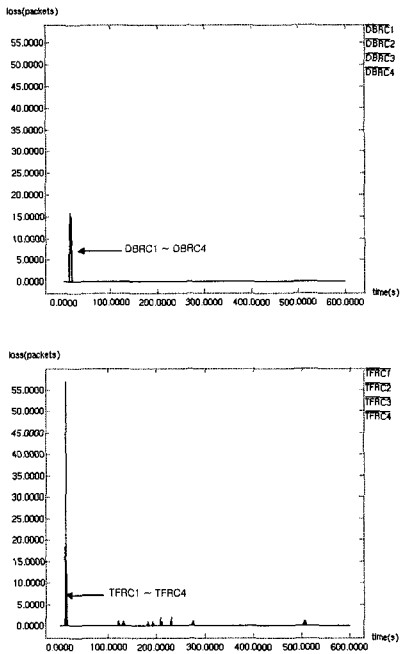 loss(packets)
55.0000
50.0000
45.0000
40.0000
35.0000
30.0000
25.0000
20.0000
15.0000
10.0000
5.0000
0.0000
DBRC1
DBRC2
DBRC3
DBRC4
DBRC1 ~ DBRC4
0.0000 100.0000 200.0000 300.0000 400.0000 500.0000 600.0000
time(s)
loss(packets)
55.0000
50.0000
45.0000
40.0000
35.0000
30.0000
25.0000
20.0000
15.0000
10.0000
5.0000
0.0000
TFRC1
TFRC2
TFRC3
TFRC4
TFRC1 ~ TFRC4
0.0000 100.0000 200.0000 300.0000 400.0000 500.0000 600.0000
time(s)